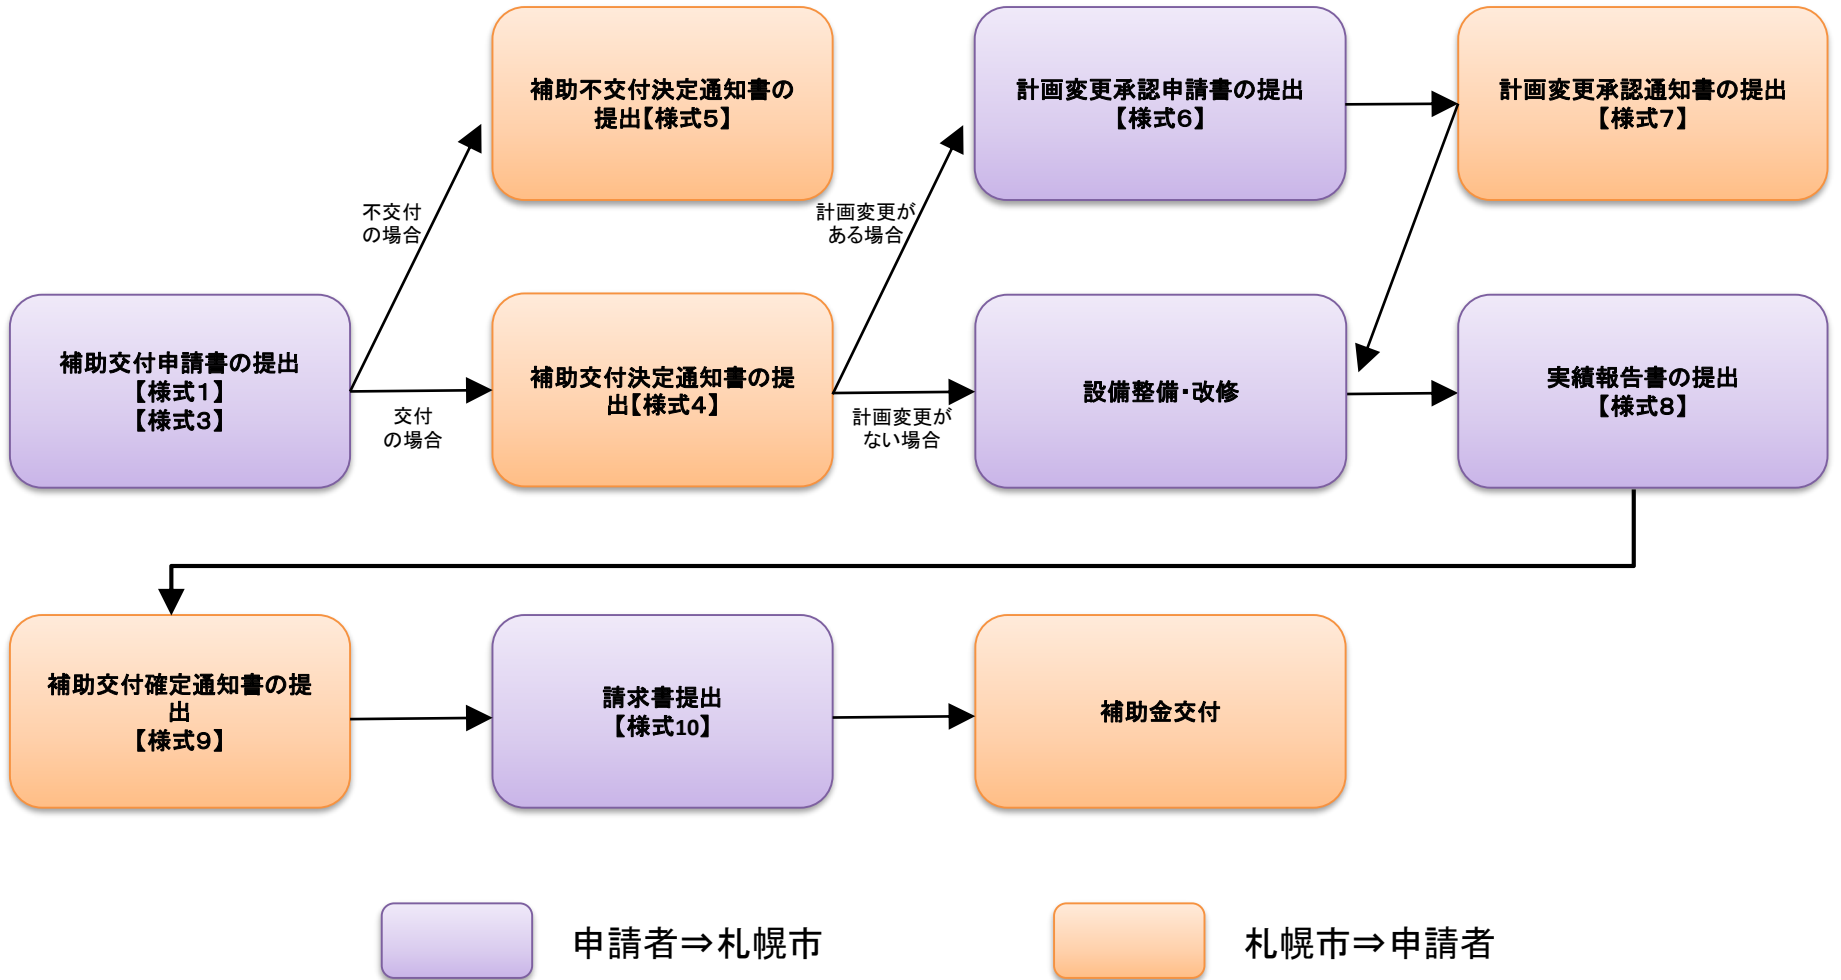 補助不交付決定通知書の
提出【様式5】
計画変更承認申請書の提出
【様式6】
計画変更承認通知書の提出
【様式7】
不交付
の場合
計画変更が
ある場合
補助交付申請書の提出
【様式1】
【様式3】
交付
の場合
補助交付決定通知書の提
出【様式4】
計画変更が
ない場合
設備整備・改修
実績報告書の提出
【様式8】
補助交付確定通知書の提
出
【様式9】
請求書提出
【様式10】
補助金交付
申請者⇒札幌市
札幌市⇒申請者